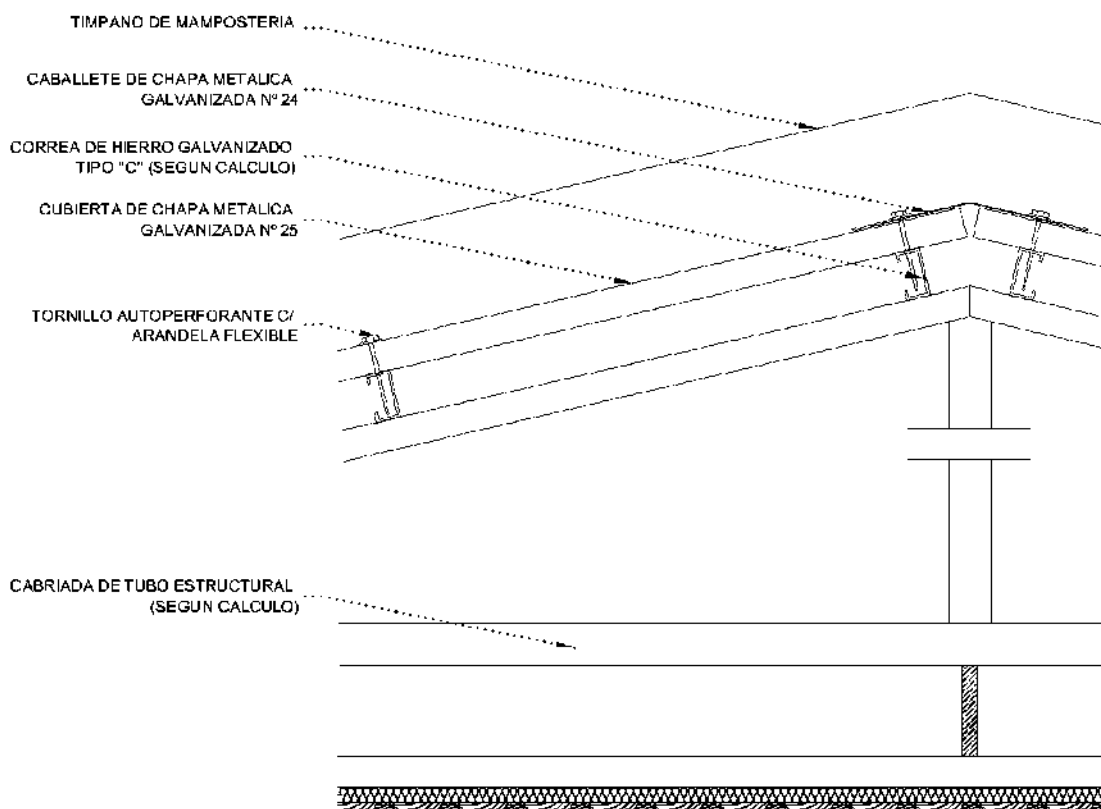 TIMPANO DE MAMPOSTERIA
CABALLETE DE CHAPA METALICA
GALVANIZADA Nº 24
CORREA DE HIERRO GALVANIZADO
TIPO "C" (SEGUN CALCULO)
CUBIERTA DE CHAPA METALICA
GALVANIZADA Nº 25
TORNILLO AUTOPERFORANTE C/
ARANDELA FLEXIBLE
CABRIADA DE TUBO ESTRUCTURAL
(SEGUN CALCULO)